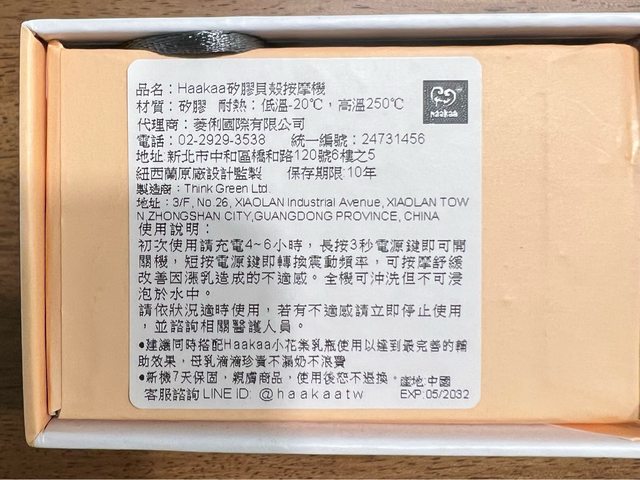 品名：Haakaa矽膠貝殼按摩機
haakaa
材質：矽膠 耐熱：低溫-20℃，高溫250℃
代理商：菱俐國際有限公司
電話：02-2929-3538 統一編號：24731456
地址:新北市中和區橋和路120號6樓之5
紐西蘭原廠設計監製 保存期限:10年
製造商：Think Green Ltd.
地址：3/F, No.26, XIAOLAN Industrial Avenue, XIAOLAN TOW
N,ZHONGSHAN CITY,GUANGDONG PROVINCE, CHINA
使用說明：
初次使用請充電4~6小時，長按3秒電源鍵即可開
關機，短按電源鍵即轉換震動頻率，可按摩舒緩
改善因漲乳造成的不適感。全機可沖洗但不可浸
泡於水中。
請依狀況適時使用，若有不適感請立即停止使用
，並諮詢相關醫護人員。
●建議同時搭配Haakaa小花集乳瓶使用以達到最完善的輔
助效果，母乳滴滴珍貴不漏奶不浪費
●新機7天保固，親膚商品，使用後恕不退換。產地:中國
客服諮詢 LINE ID: @haakaatw EXP: 05/2032